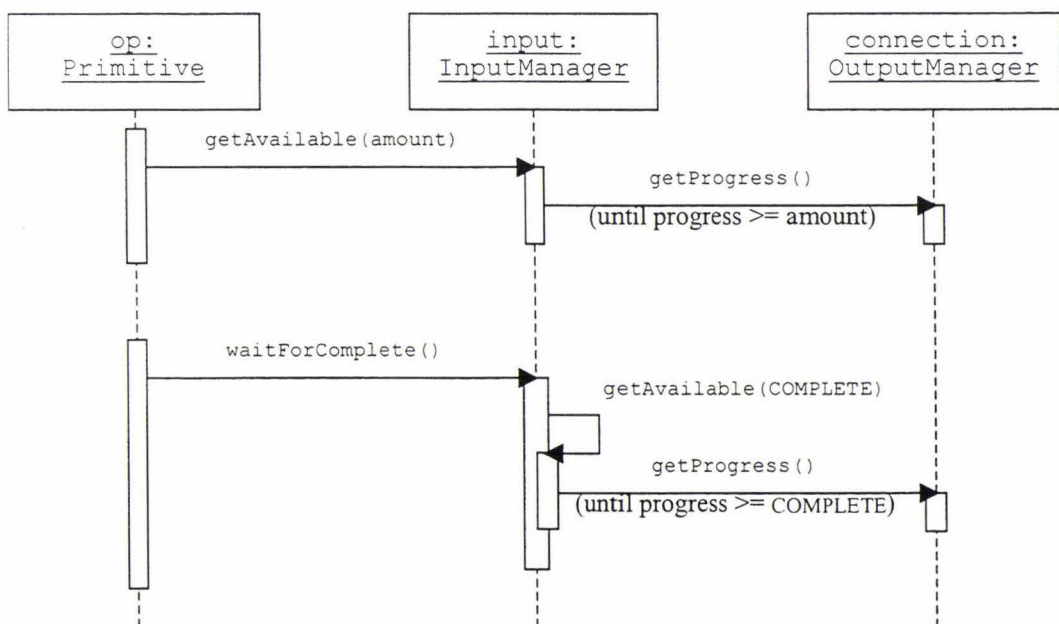 op:
Primitive
input:
InputManager
connection:
OutputManager
getAvailable(amount)
getProgress()
(until progress >= amount)
waitForComplete()
getAvailable(COMPLETE)
getProgress()
(until progress >= COMPLETE)